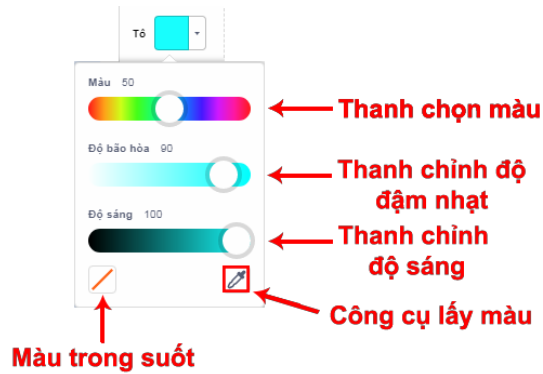 Tô
Màu 50
Thanh chọn màu
Độ bão hòa 90
Thanh chỉnh độ
đậm nhạt
Độ sáng 100
Thanh chỉnh
độ sáng
Công cụ lấy màu
Màu trong suốt